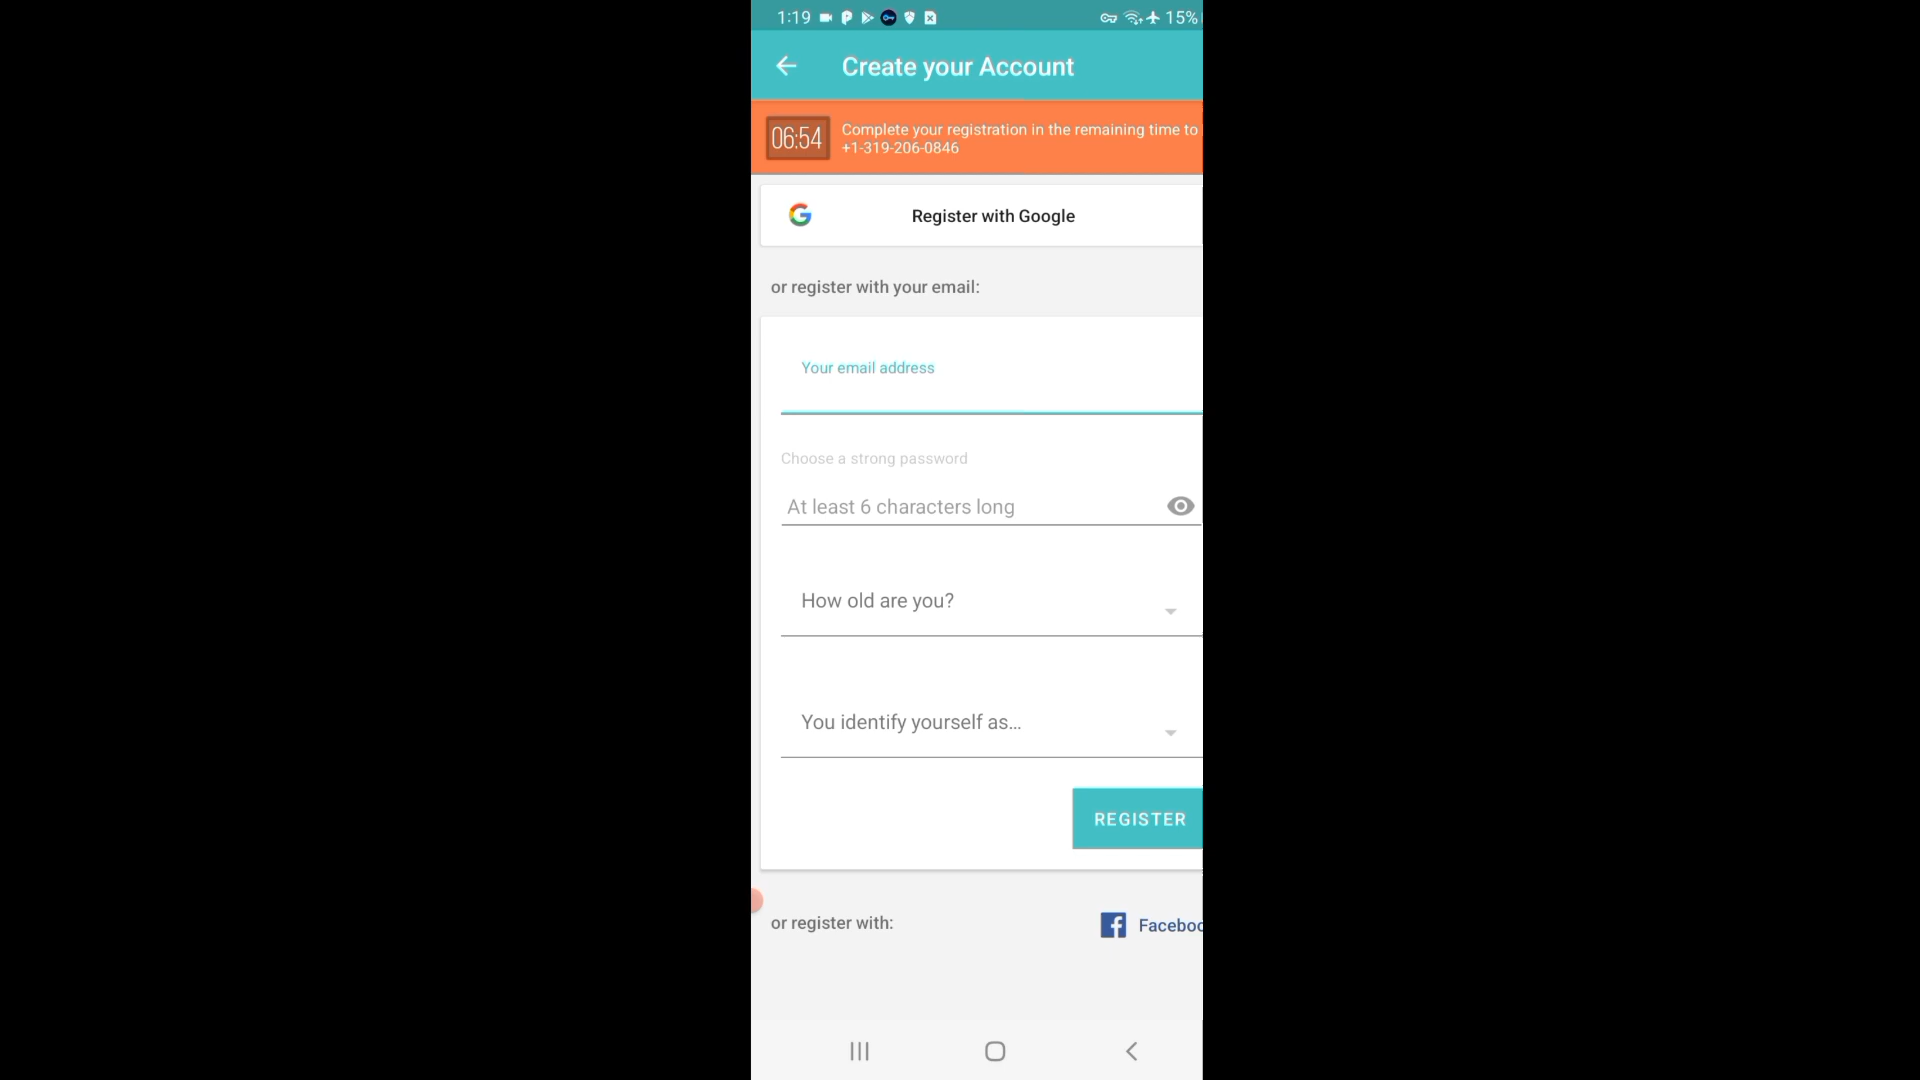 1:19
15%
Create your Account
06:54
Complete your registration in the remaining time to
+1-319-206-0846
Register with Google
or register with your email:
Your email address
Choose a strong password
At least 6 characters long
How old are you?
You identify yourself as...
REGISTER
or register with:
Faceboo